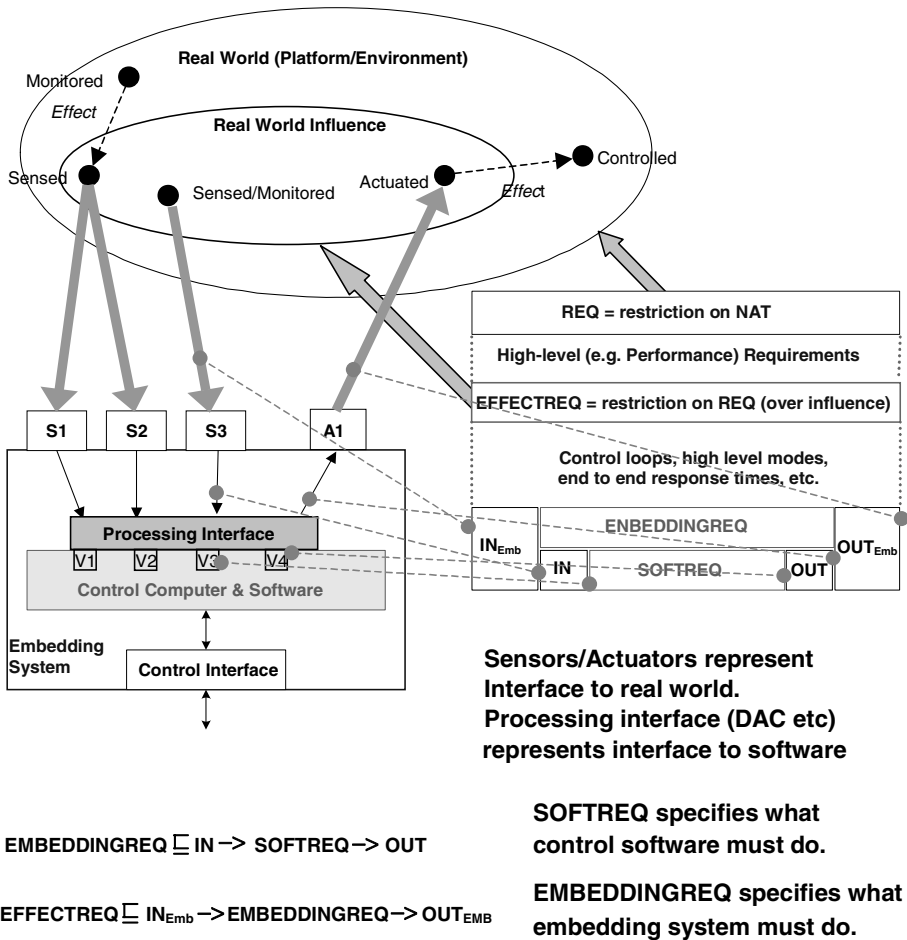 Real World (Platform/Environment)
Monitored
Effect
Real World Influence
Sensed
Sensed/Monitored
Actuated
Effect
Controlled
REQ = restriction on NAT
High-level (e.g. Performance) Requirements
EFFECTREQ = restriction on REQ (over influence)
Control loops, high level modes,
end to end response times, etc.
S1
S2
S3
A1
Processing Interface
V1
V2
V3
V4
Control Computer & Software
Embedding
System
Control Interface
IN_Emb
ENBEDDINGREQ
OUT_Emb
IN
SOFTREQ
OUT
Sensors/Actuators represent
Interface to real world.
Processing interface (DAC etc)
represents interface to software
EMBEDDINGREQ ⊑ IN –> SOFTREQ –> OUT
SOFTREQ specifies what
control software must do.
EFFECTREQ ⊑ IN_Emb –> EMBEDDINGREQ –> OUT_EMB
EMBEDDINGREQ specifies what
embedding system must do.